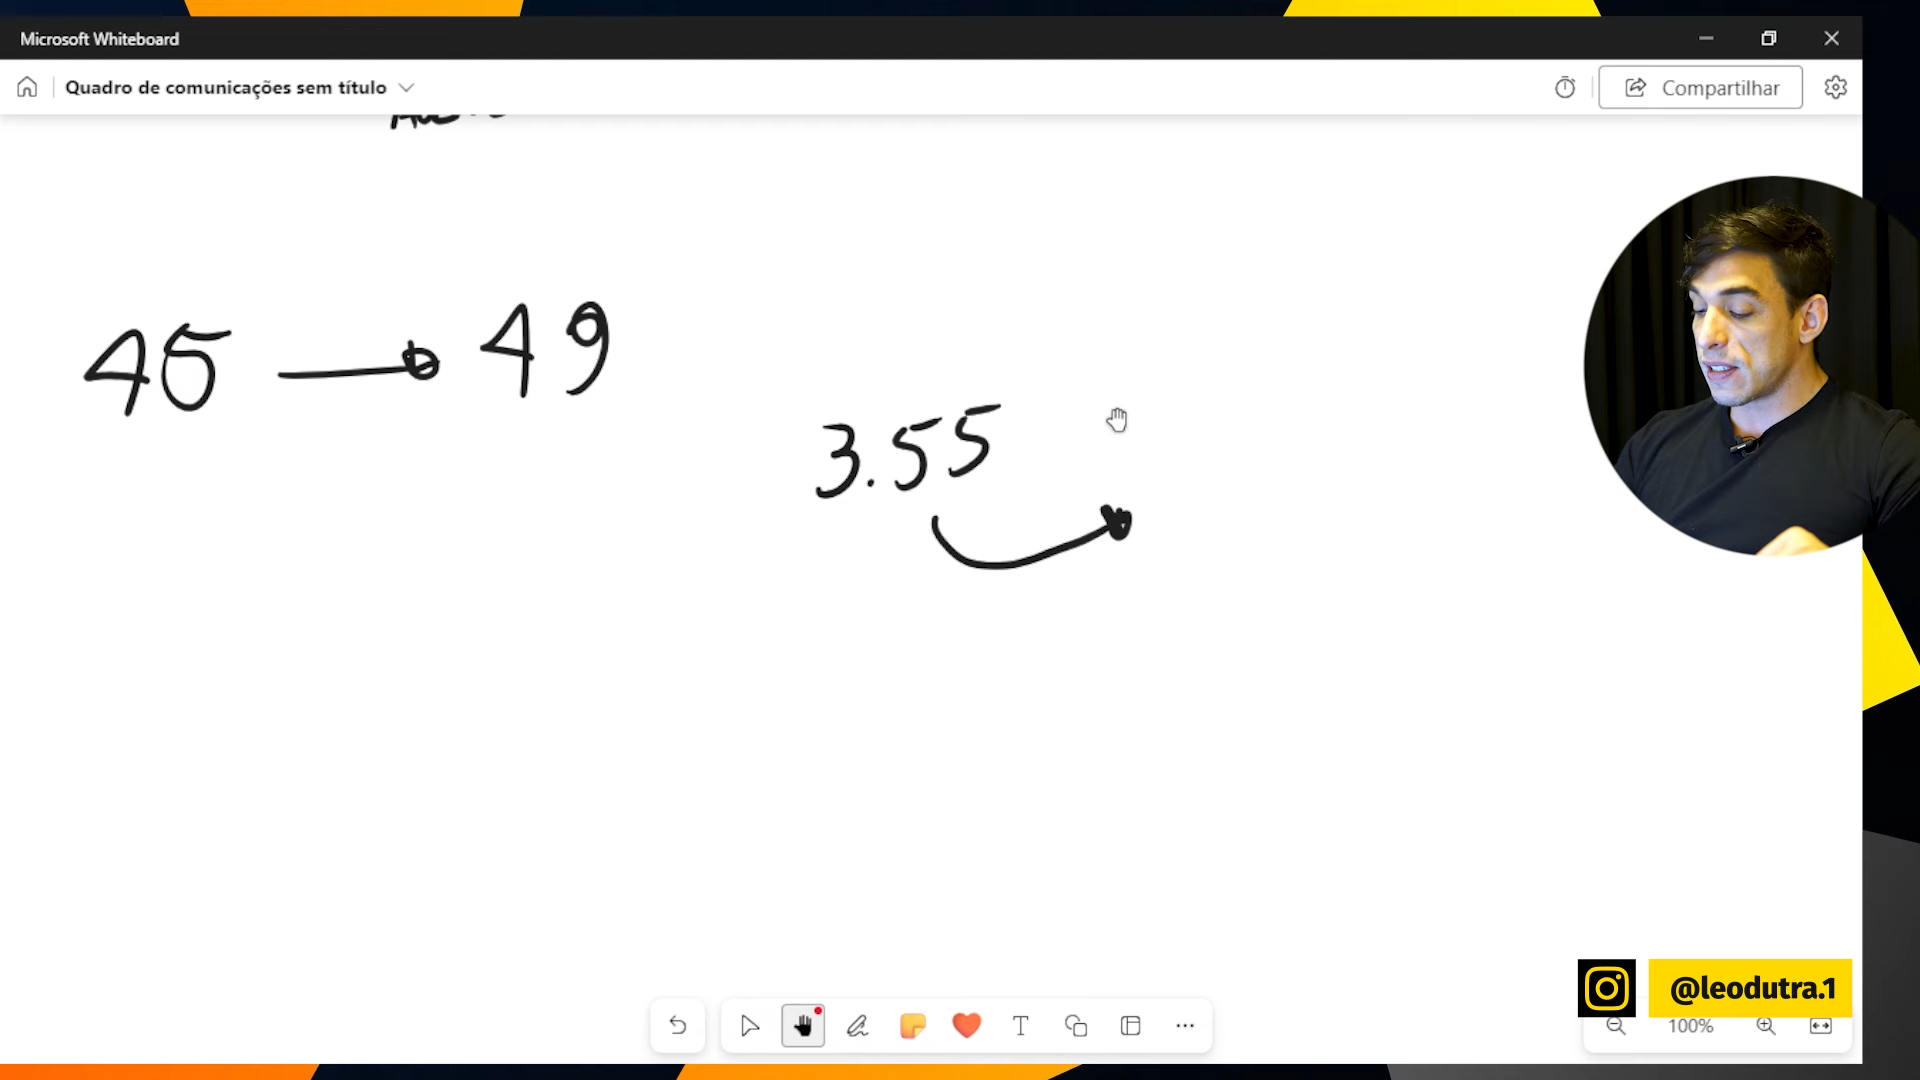 Microsoft Whiteboard
Quadro de comunicações sem título
Compartilhar
45 → 49
3.55
@leodutra.1
100%